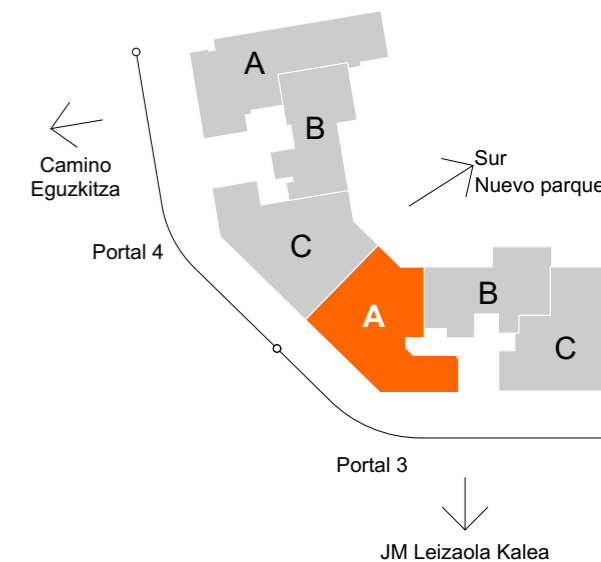 A
B
Camino
Eguzkitza
Sur
Nuevo parque
Portal 4
C
B
A
C
Portal 3
JM Leizaola Kalea